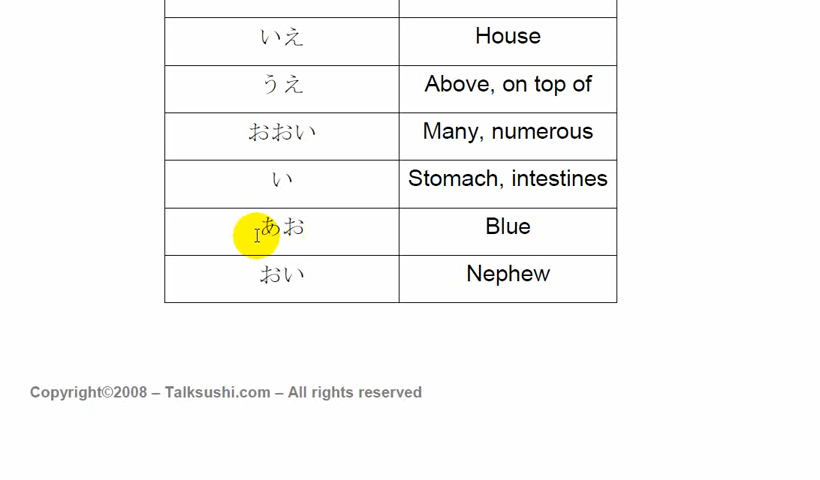 いえ House
うえ Above, on top of
おおい Many, numerous
い Stomach, intestines
あお Blue
おい Nephew
Copyright©2008 – Talksushi.com – All rights reserved